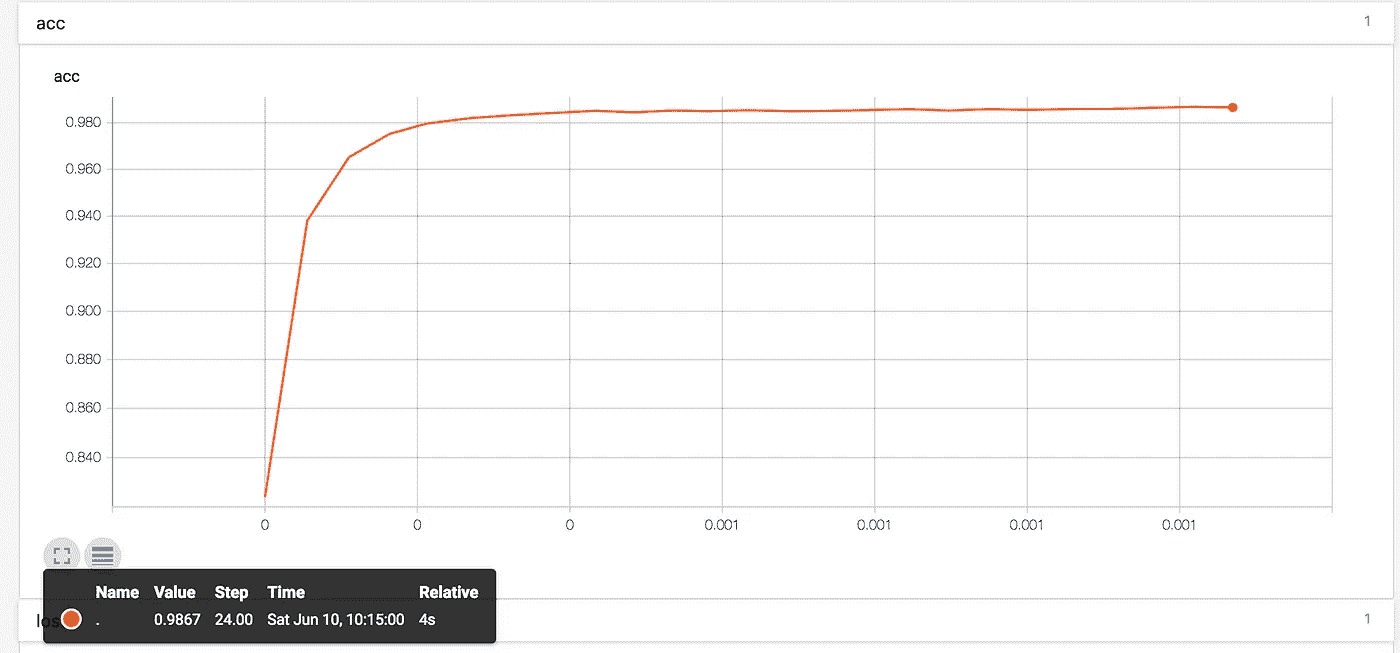 acc 1
acc
0.980
0.960
0.940
0.920
0.900
0.880
0.860
0.840
0 0 0 0.001 0.001 0.001 0.001
Name Value Step Time Relative
. 0.9867 24.00 Sat Jun 10, 10:15:00 4s
los 1